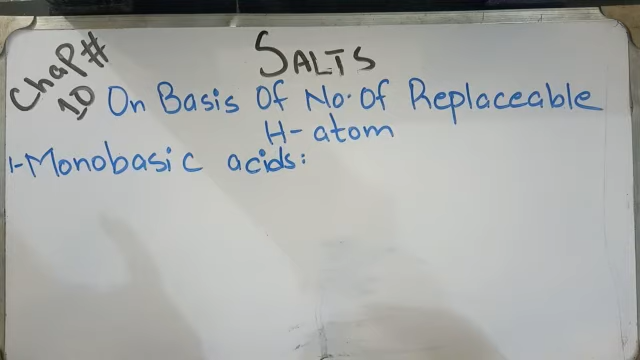 Chap#
10
SALTS
On Basis Of No. Of Replaceable
H-atom
1-Monobasic acids: